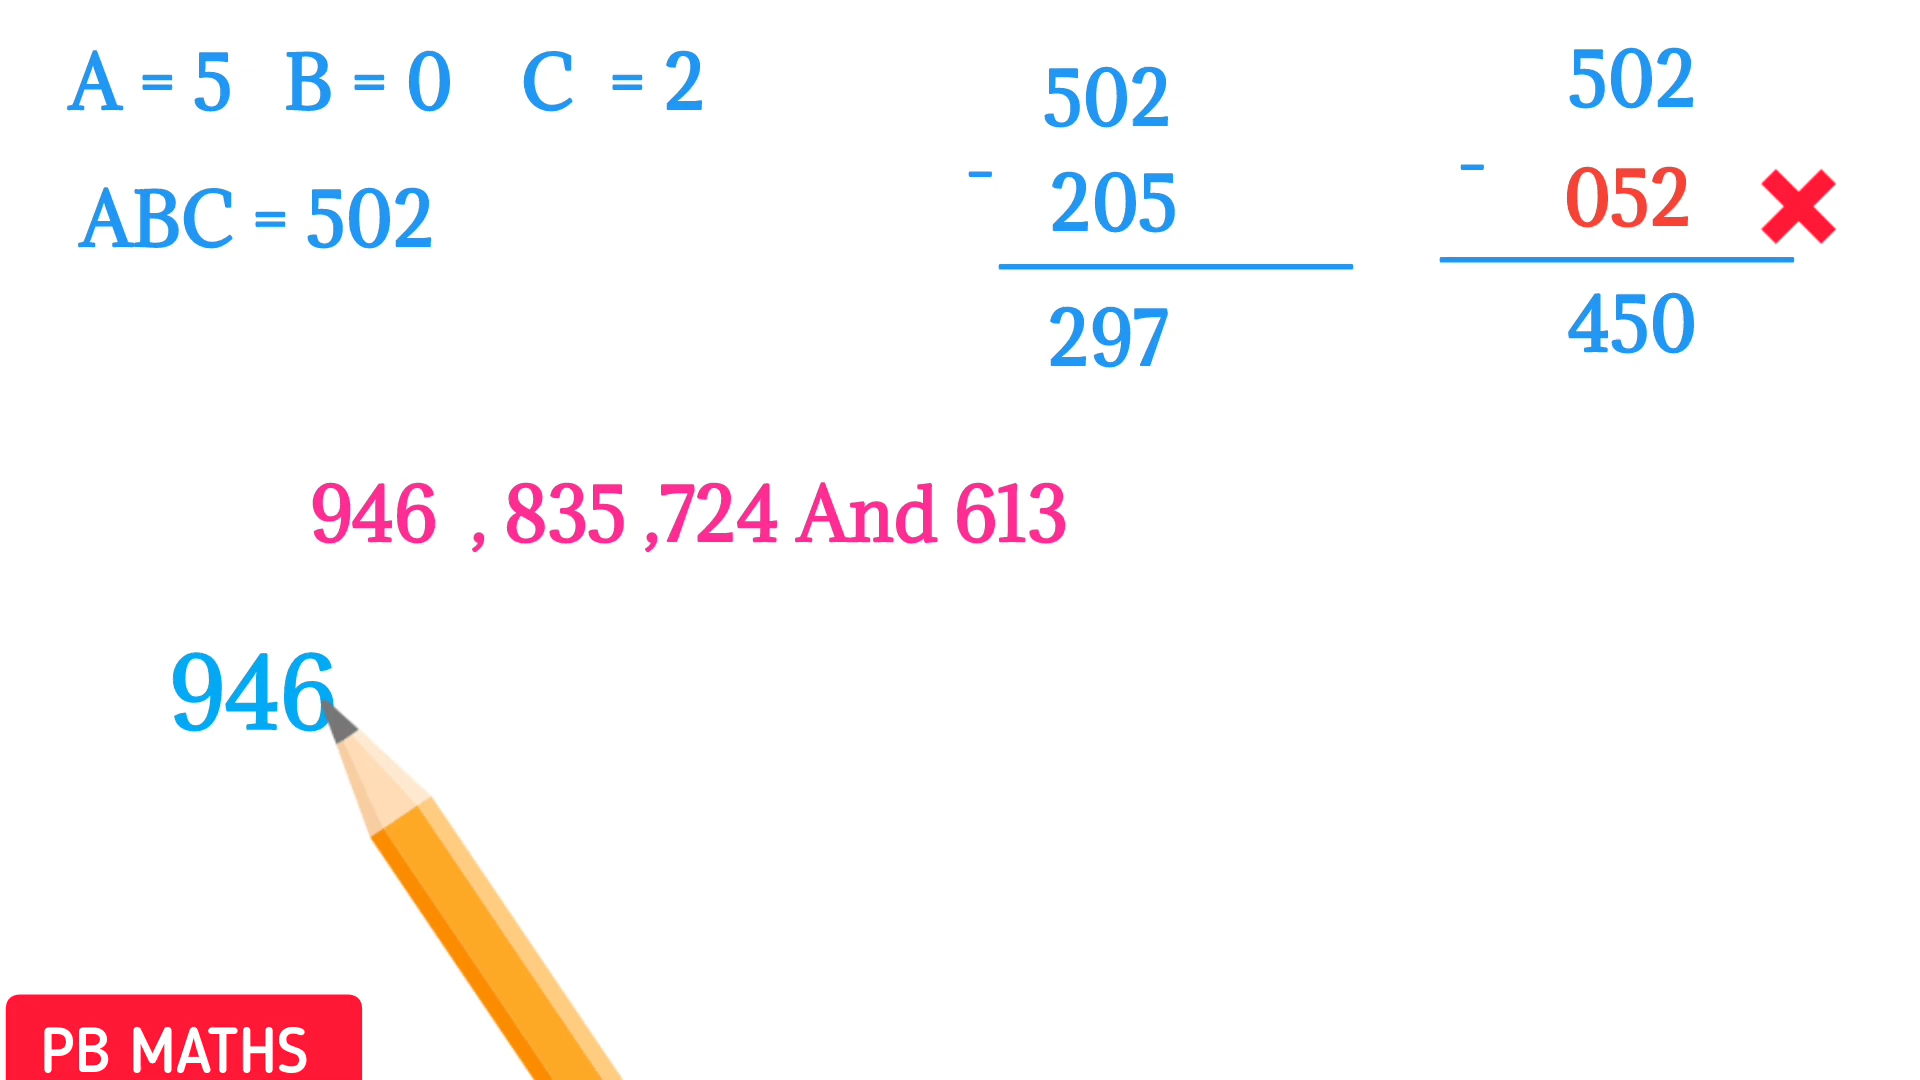 A = 5 B = 0 C = 2
ABC = 502
502
- 205
297
502
- 052
450
946 , 835 ,724 And 613
946
PB MATHS